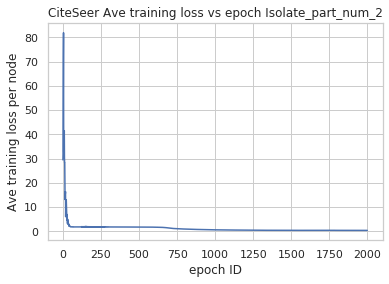 CiteSeer Ave training loss vs epoch Isolate_part_num_2
Ave training loss per node
80
70
60
50
40
30
20
10
0
0 250 500 750 1000 1250 1500 1750 2000
epoch ID